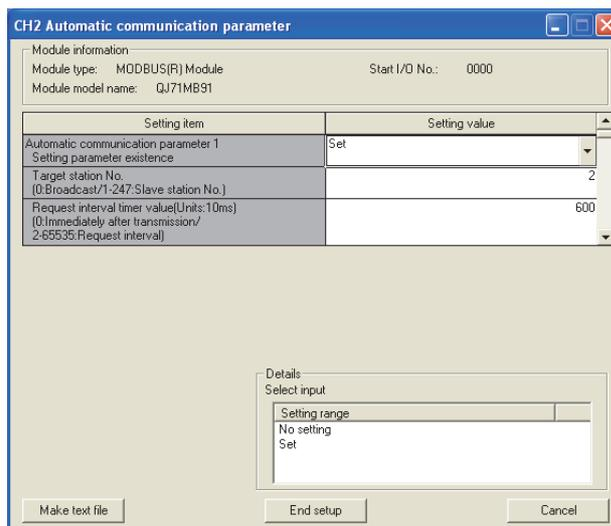 CH2 Automatic communication parameter
Module information
Module type: MODBUS(R) Module Start I/O No.: 0000
Module model name: QJ71MB91
Setting item Setting value
Automatic communication parameter 1 Set
Setting parameter existence
Target station No. 2
(0:Broadcast/1-247:Slave station No.)
Request interval timer value(Units:10ms) 600
(0:Immediately after transmission/
2-65535:Request interval)
Details
Select input
Setting range
No setting
Set
Make text file End setup Cancel